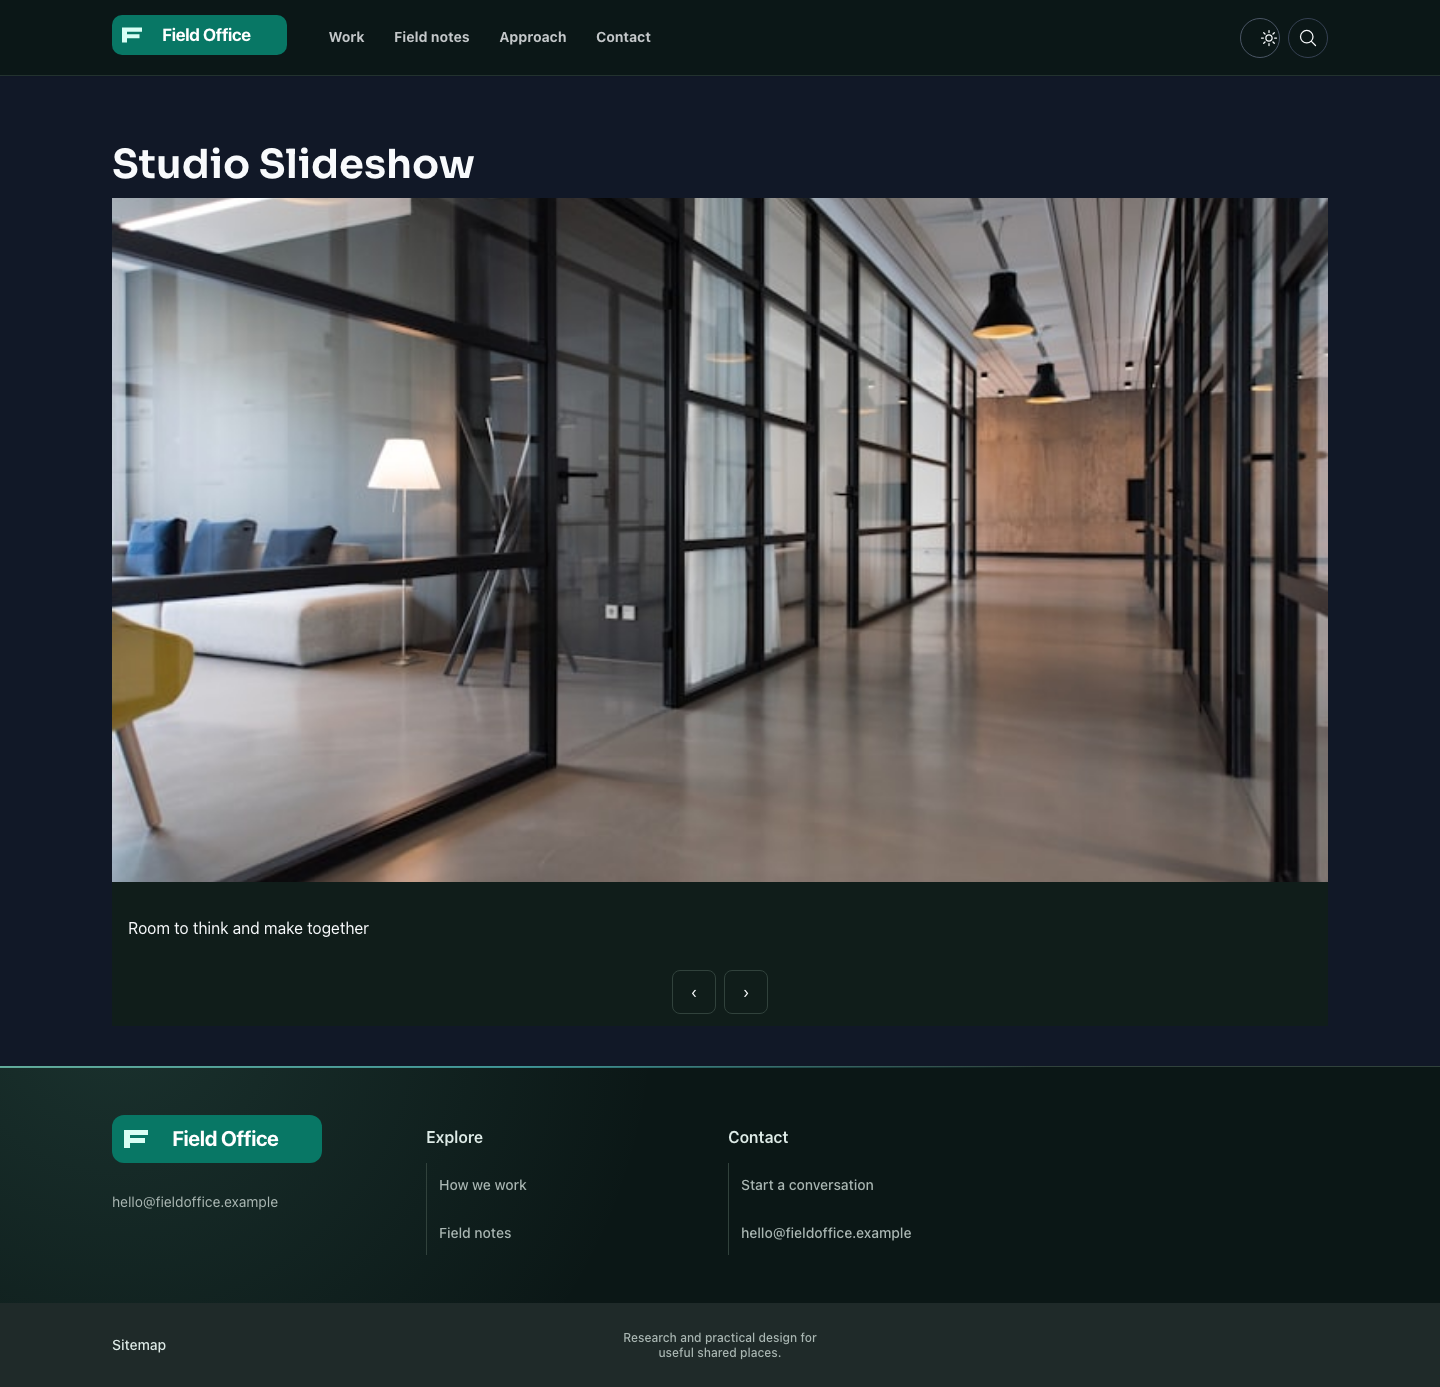 Field Office
Work
Field notes
Approach
Contact
Studio Slideshow
Room to think and make together
‹
›
Field Office
hello@fieldoffice.example
Explore
How we work
Field notes
Contact
Start a conversation
hello@fieldoffice.example
Sitemap
Research and practical design for
useful shared places.